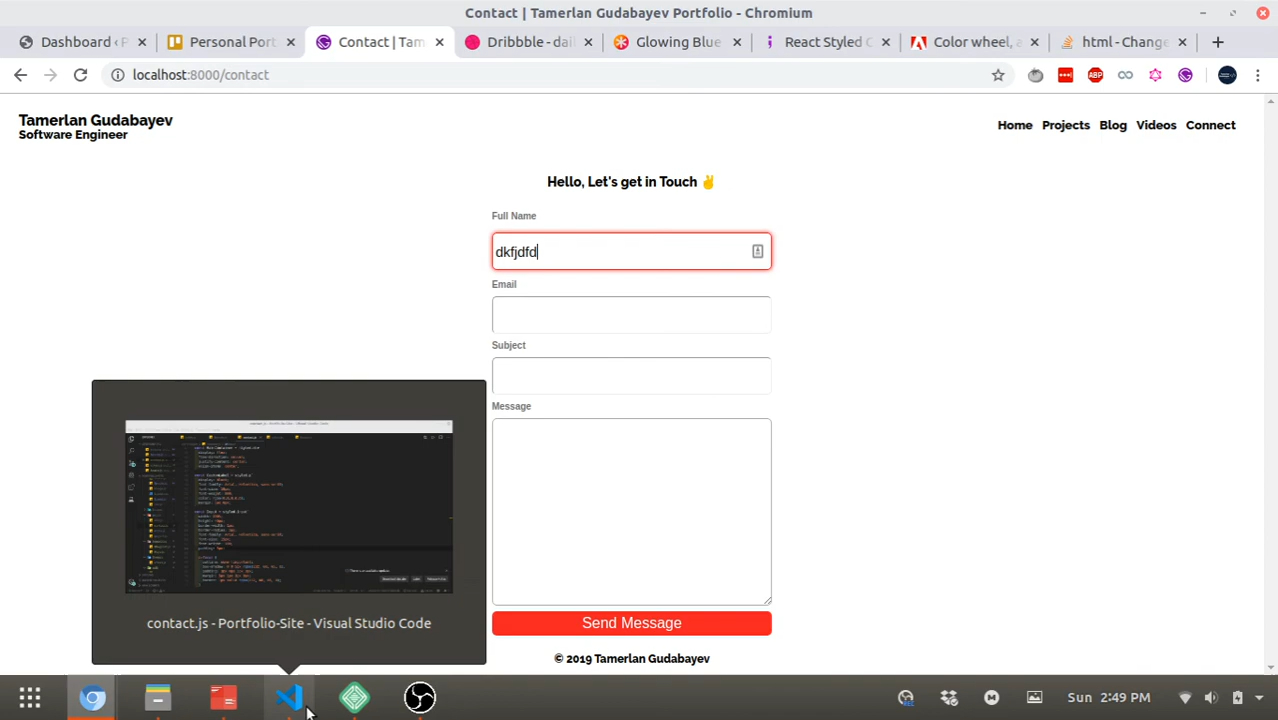 Contact | Tamerlan Gudabayev Portfolio - Chromium
Dashboard ‹ P
Personal Port
Contact | Tam
Dribbble - dail
Glowing Blue
React Styled C
Color wheel, a
html - Change
localhost:8000/contact
ABP
Tamerlan Gudabayev
Software Engineer
Home Projects Blog Videos Connect
Hello, Let's get in Touch ✌
Full Name
dkfjdfd
Email
Subject
Message
Send Message
contact.js - Portfolio-Site - Visual Studio Code
© 2019 Tamerlan Gudabayev
Sun 2:49 PM